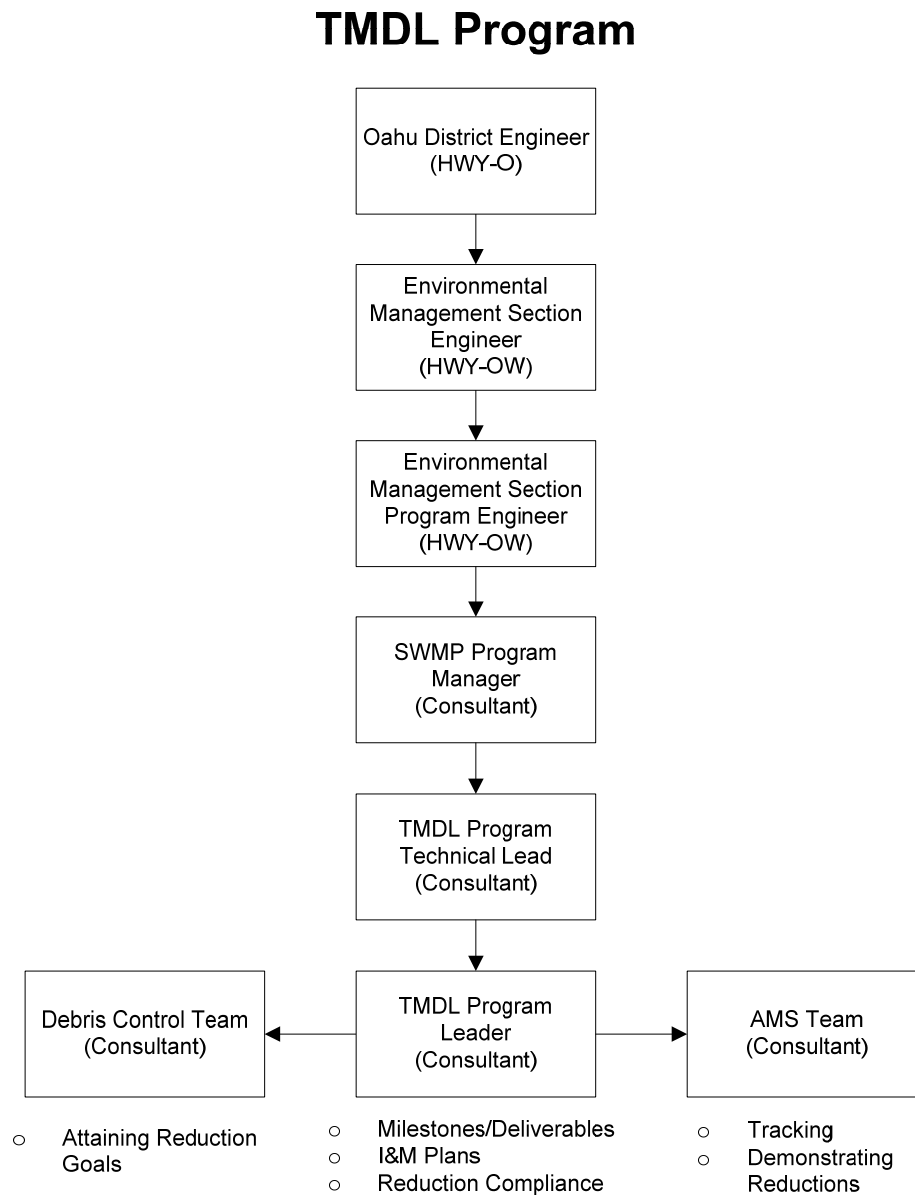 TMDL Program
Oahu District Engineer
(HWY-O)
Environmental
Management Section
Engineer
(HWY-OW)
Environmental
Management Section
Program Engineer
(HWY-OW)
SWMP Program
Manager
(Consultant)
TMDL Program
Technical Lead
(Consultant)
Debris Control Team
(Consultant)
TMDL Program
Leader
(Consultant)
AMS Team
(Consultant)
o Attaining Reduction
Goals
o Milestones/Deliverables
o I&M Plans
o Reduction Compliance
o Tracking
o Demonstrating
Reductions